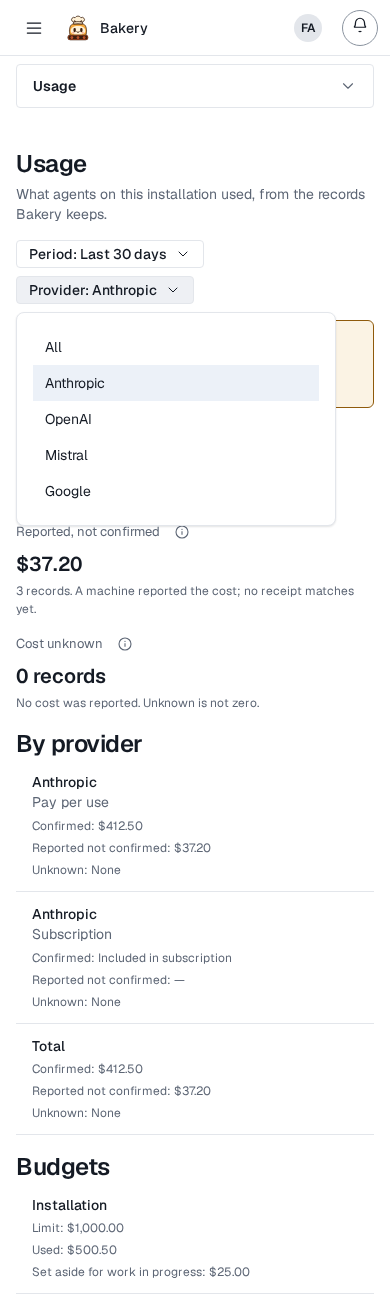 Bakery
FA
Usage
Usage
What agents on this installation used, from the records
Bakery keeps.
Period: Last 30 days
Provider: Anthropic
All
Anthropic
OpenAI
Mistral
Google
Reported, not confirmed
$37.20
3 records. A machine reported the cost; no receipt matches
yet.
Cost unknown
0 records
No cost was reported. Unknown is not zero.
By provider
Anthropic
Pay per use
Confirmed: $412.50
Reported not confirmed: $37.20
Unknown: None
Anthropic
Subscription
Confirmed: Included in subscription
Reported not confirmed: —
Unknown: None
Total
Confirmed: $412.50
Reported not confirmed: $37.20
Unknown: None
Budgets
Installation
Limit: $1,000.00
Used: $500.50
Set aside for work in progress: $25.00